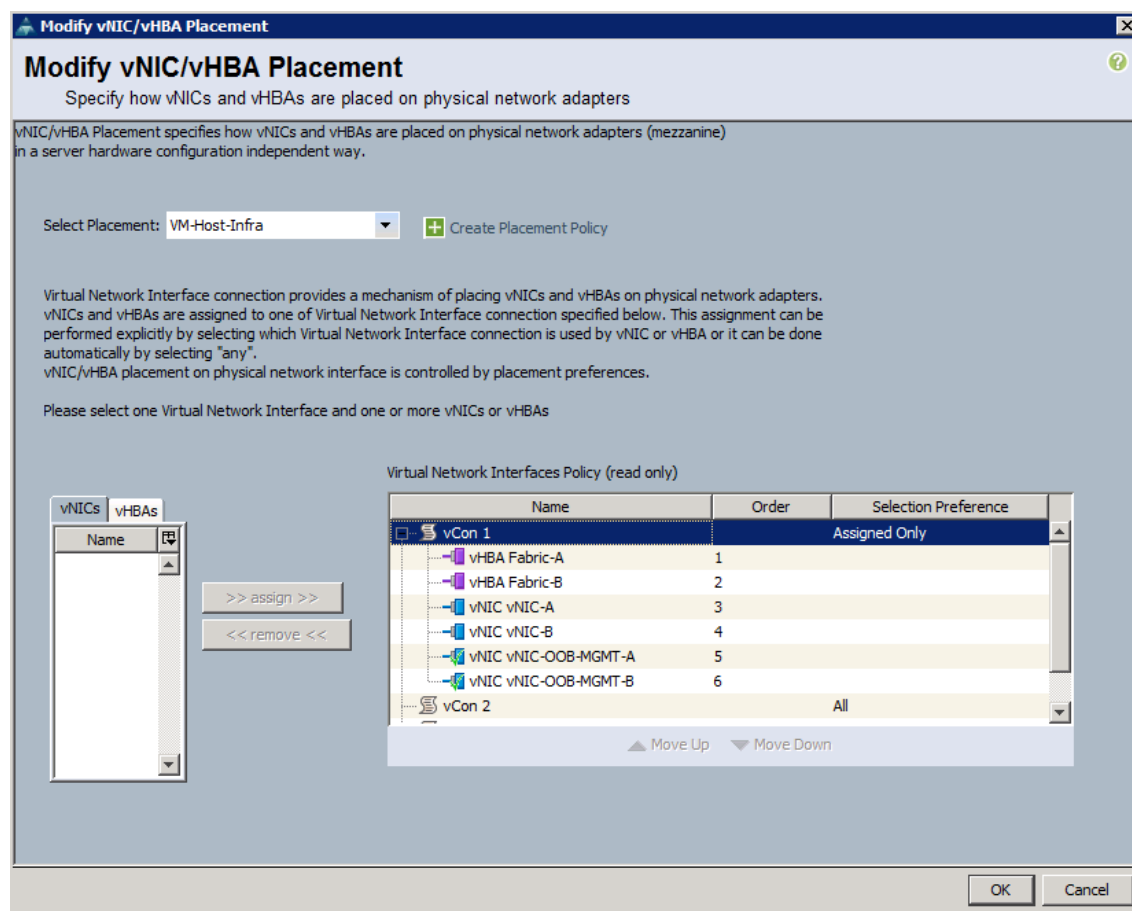 Modify vNIC/vHBA Placement
Modify vNIC/vHBA Placement
Specify how vNICs and vHBAs are placed on physical network adapters
vNIC/vHBA Placement specifies how vNICs and vHBAs are placed on physical network adapters (mezzanine)
in a server hardware configuration independent way.
Select Placement: VM-Host-Infra
Create Placement Policy
Virtual Network Interface connection provides a mechanism of placing vNICs and vHBAs on physical network adapters.
vNICs and vHBAs are assigned to one of Virtual Network Interface connection specified below. This assignment can be
performed explicitly by selecting which Virtual Network Interface connection is used by vNIC or vHBA or it can be done
automatically by selecting "any".
vNIC/vHBA placement on physical network interface is controlled by placement preferences.
Please select one Virtual Network Interface and one or more vNICs or vHBAs
vNICs vHBAs
Name
>> assign >>
<< remove <<
Virtual Network Interfaces Policy (read only)
Name Order Selection Preference
vCon 1 Assigned Only
vHBA Fabric-A 1
vHBA Fabric-B 2
vNIC vNIC-A 3
vNIC vNIC-B 4
vNIC vNIC-OOB-MGMT-A 5
vNIC vNIC-OOB-MGMT-B 6
vCon 2 All
Move Up Move Down
OK Cancel